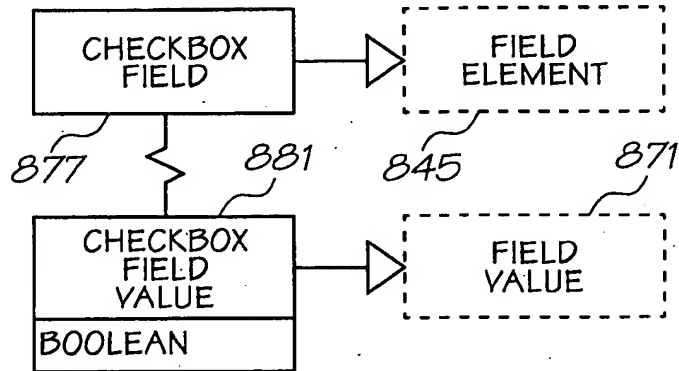 CHECKBOX
FIELD
FIELD
ELEMENT
877
881
845
871
CHECKBOX
FIELD
VALUE
FIELD
VALUE
BOOLEAN